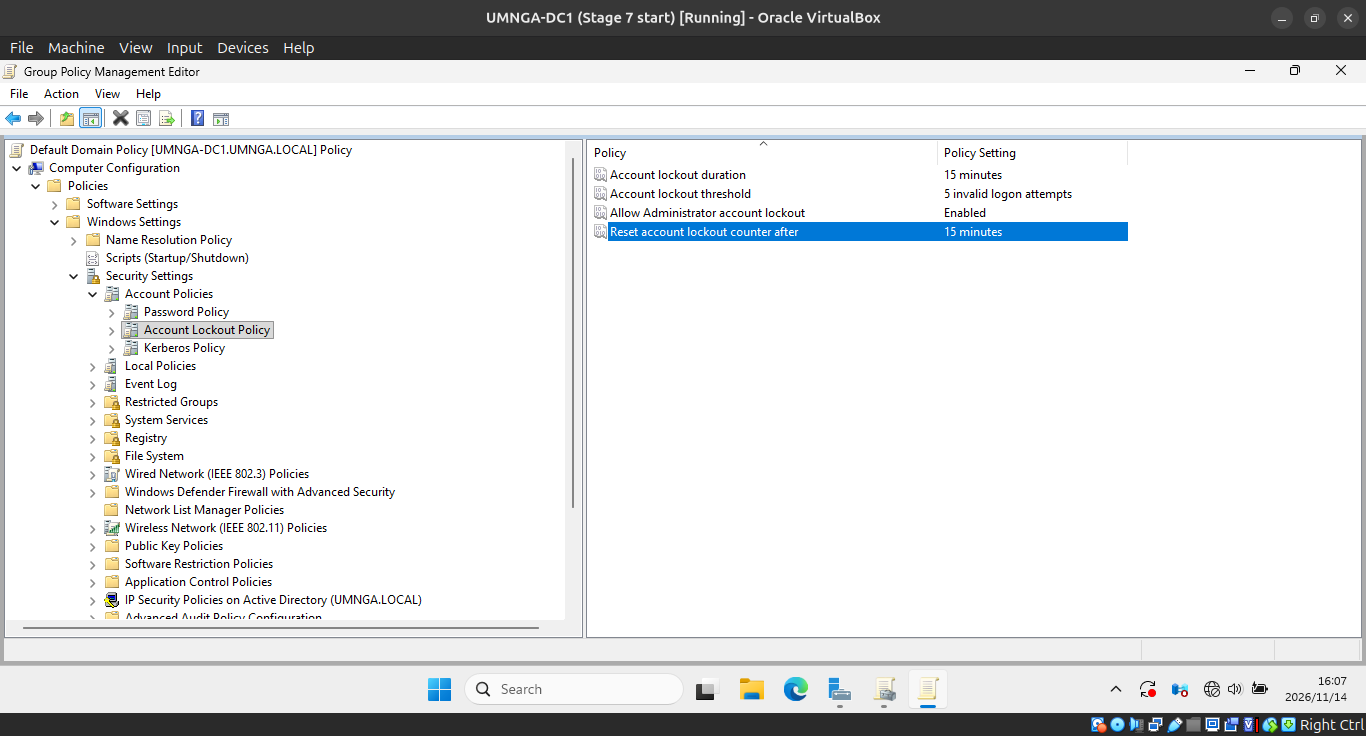 UMNGA-DC1 (Stage 7 start) [Running] - Oracle VirtualBox
File Machine View Input Devices Help
Group Policy Management Editor
File Action View Help
Default Domain Policy [UMNGA-DC1.UMNGA.LOCAL] Policy
Computer Configuration
Policies
Software Settings
Windows Settings
Name Resolution Policy
Scripts (Startup/Shutdown)
Security Settings
Account Policies
Password Policy
Account Lockout Policy
Kerberos Policy
Local Policies
Event Log
Restricted Groups
System Services
Registry
File System
Wired Network (IEEE 802.3) Policies
Windows Defender Firewall with Advanced Security
Network List Manager Policies
Wireless Network (IEEE 802.11) Policies
Public Key Policies
Software Restriction Policies
Application Control Policies
IP Security Policies on Active Directory (UMNGA.LOCAL)
Advanced Audit Policy Configuration
Policy Policy Setting
Account lockout duration 15 minutes
Account lockout threshold 5 invalid logon attempts
Allow Administrator account lockout Enabled
Reset account lockout counter after 15 minutes
Search
16:07
2026/11/14
Right Ctrl